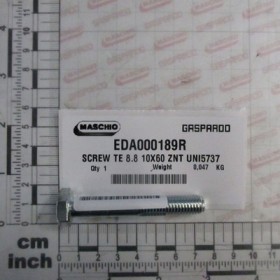 MASCHIO
GASPARDO
EDA000189R
SCREW TE 8.8 10X60 ZNT UNI5737
Qty 1 Weight 0,047 KG
cm
inch